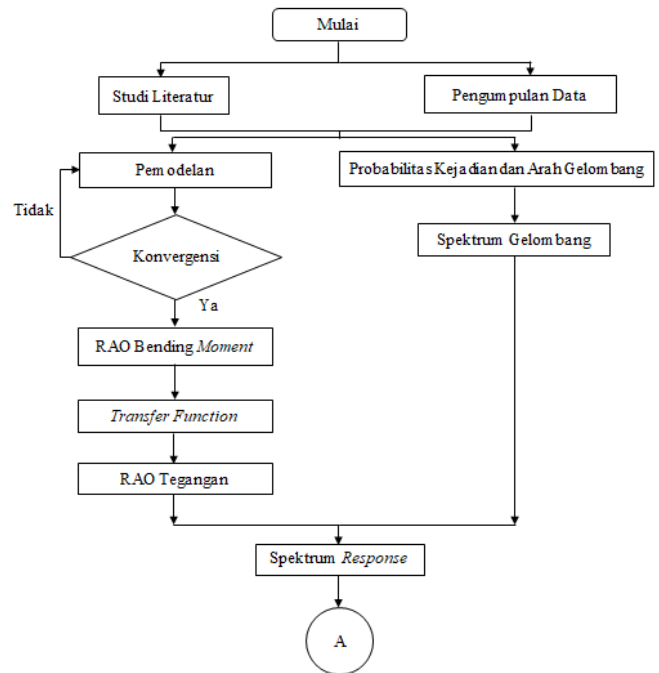 Mulai
Studi Literatur
Pengumpulan Data
Pemodelan
Probabilitas Kejadian dan Arah Gelombang
Tidak
Spektrum Gelombang
Konvergensi
Ya
RAO Bending Moment
Transfer Function
RAO Tegangan
Spektrum Response
A